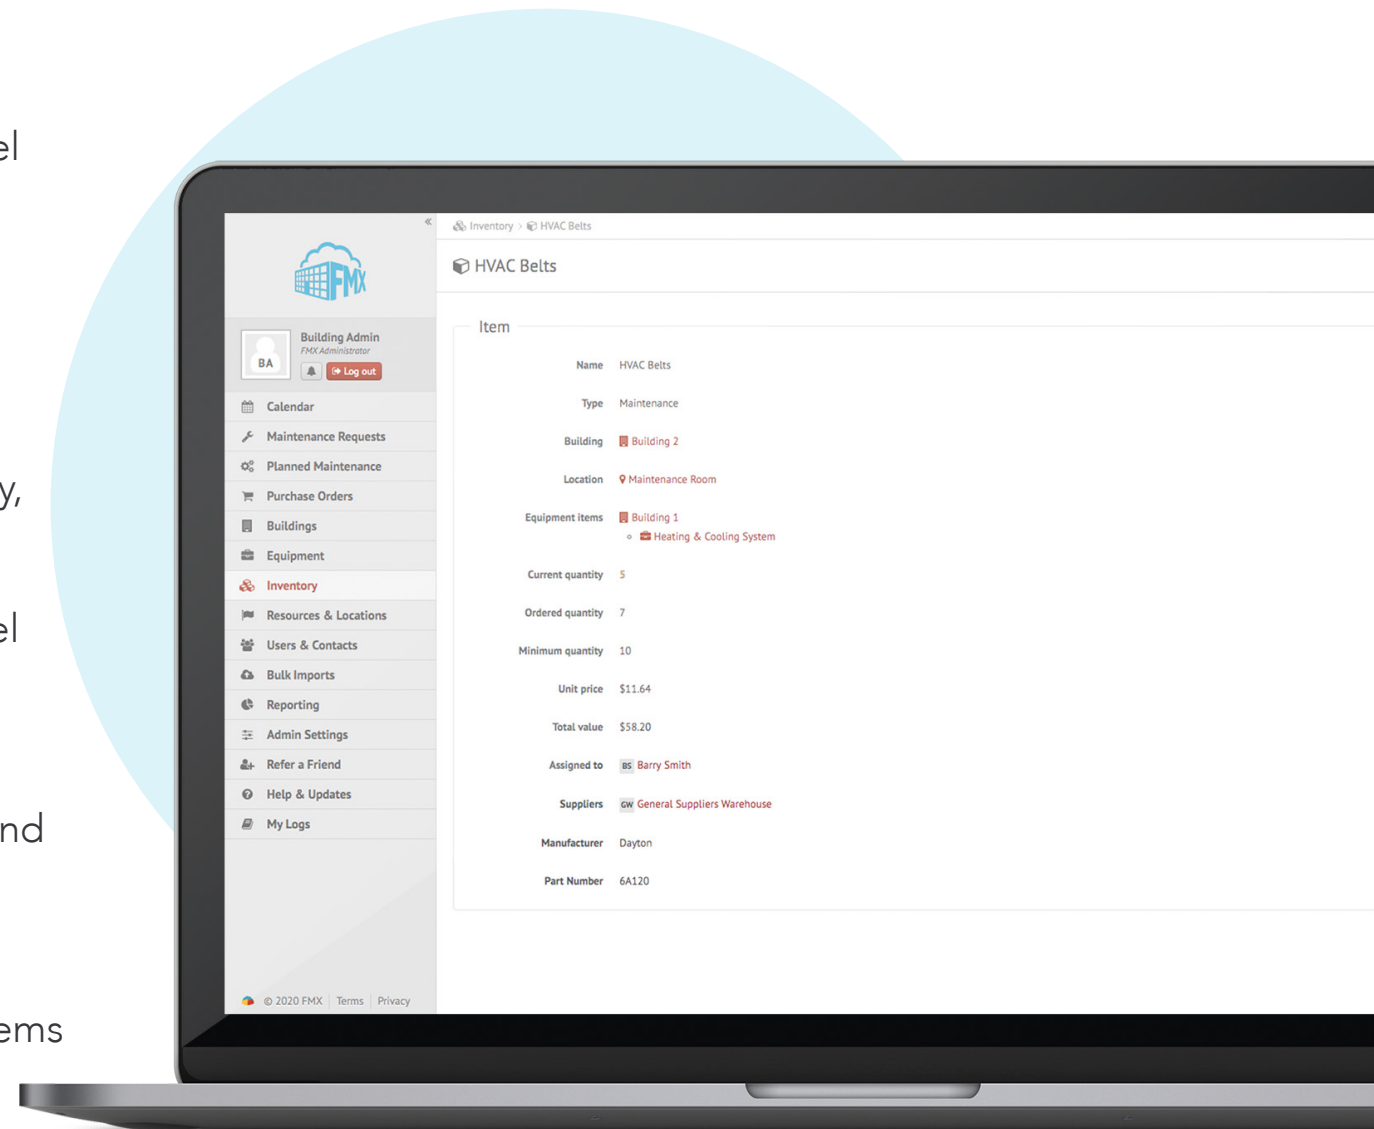 el
y,
el
nd
ems
«
Inventory > HVAC Belts
FMX
HVAC Belts
Building Admin
FMX Administrator
BA
Log out
Calendar
Maintenance Requests
Planned Maintenance
Purchase Orders
Buildings
Equipment
Inventory
Resources & Locations
Users & Contacts
Bulk Imports
Reporting
Admin Settings
Refer a Friend
Help & Updates
My Logs
© 2020 FMX | Terms | Privacy
Item
Name HVAC Belts
Type Maintenance
Building Building 2
Location Maintenance Room
Equipment items Building 1
Heating & Cooling System
Current quantity 5
Ordered quantity 7
Minimum quantity 10
Unit price $11.64
Total value $58.20
Assigned to BS Barry Smith
Suppliers GW General Suppliers Warehouse
Manufacturer Dayton
Part Number 6A120